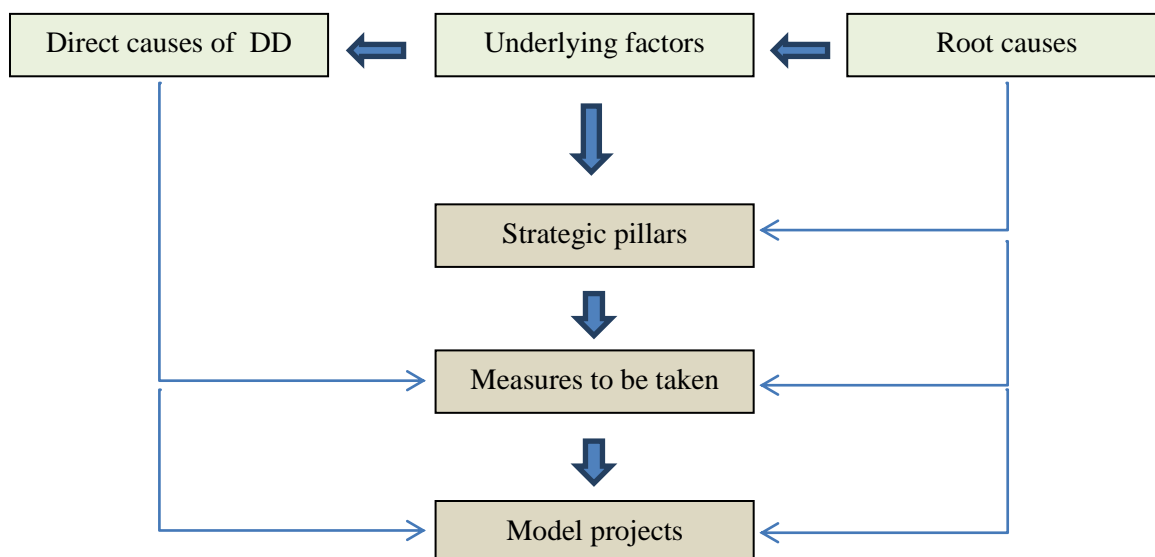 Direct causes of  DD
Underlying factors
Root causes
Strategic pillars
Measures to be taken
Model projects